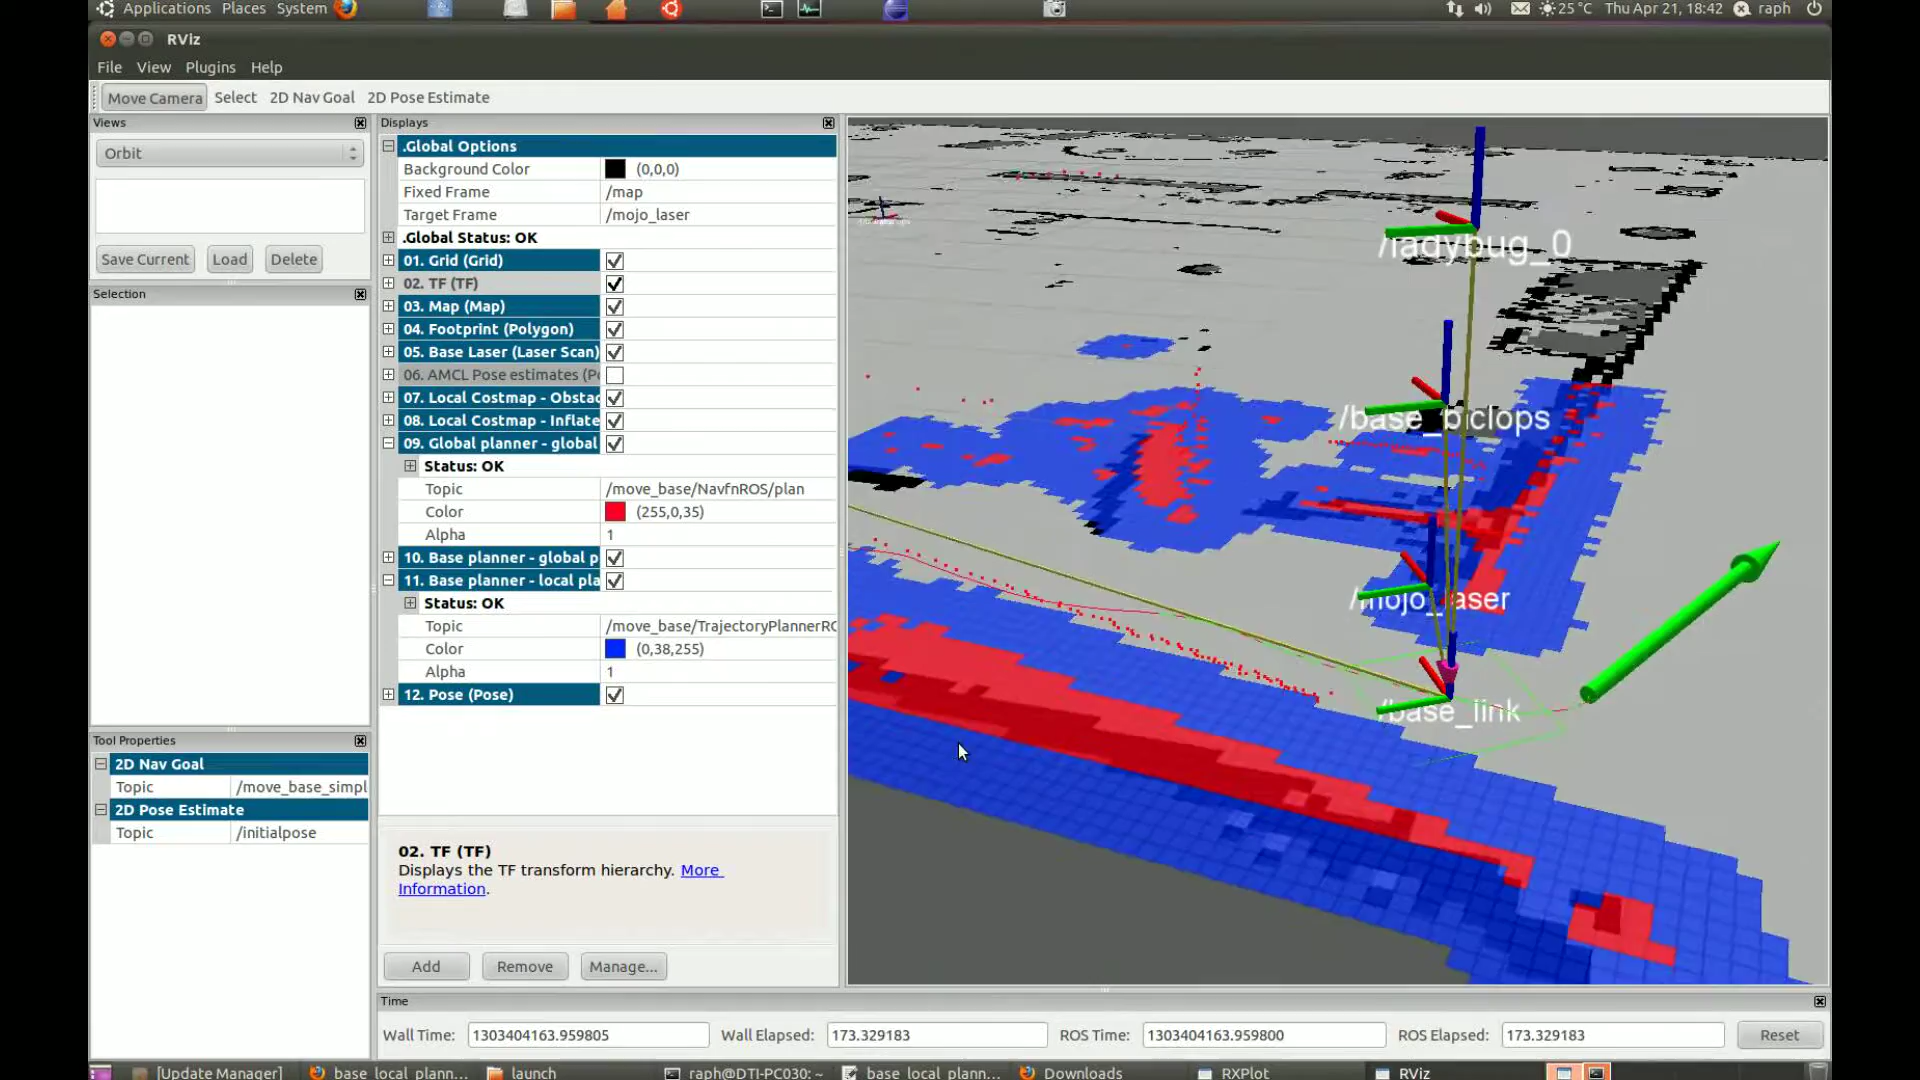 Applications Places System
25°C Thu Apr 21, 18:42 raph
RViz
File View Plugins Help
Move Camera Select 2D Nav Goal 2D Pose Estimate
Views
Orbit
Save Current Load Delete
Selection
Tool Properties
2D Nav Goal
Topic /move_base_simpl
2D Pose Estimate
Topic /initialpose
Displays
.Global Options
Background Color (0,0,0)
Fixed Frame /map
Target Frame /mojo_laser
.Global Status: OK
01. Grid (Grid)
02. TF (TF)
03. Map (Map)
04. Footprint (Polygon)
05. Base Laser (Laser Scan)
06. AMCL Pose estimates (Po
07. Local Costmap - Obstac
08. Local Costmap - Inflate
09. Global planner - global
Status: OK
Topic /move_base/NavfnROS/plan
Color (255,0,35)
Alpha 1
10. Base planner - global p
11. Base planner - local pla
Status: OK
Topic /move_base/TrajectoryPlannerRO
Color (0,38,255)
Alpha 1
12. Pose (Pose)
02. TF (TF)
Displays the TF transform hierarchy. More
Information.
Add Remove Manage...
/ladybug_0
/base_biclops
/mojo_laser
/base_link
Time
Wall Time: 1303404163.959805 Wall Elapsed: 173.329183 ROS Time: 1303404163.959800 ROS Elapsed: 173.329183 Reset
[Update Manager] base_local_plann... launch raph@DTI-PC030: ~ base_local_plann... Downloads RXPlot RViz